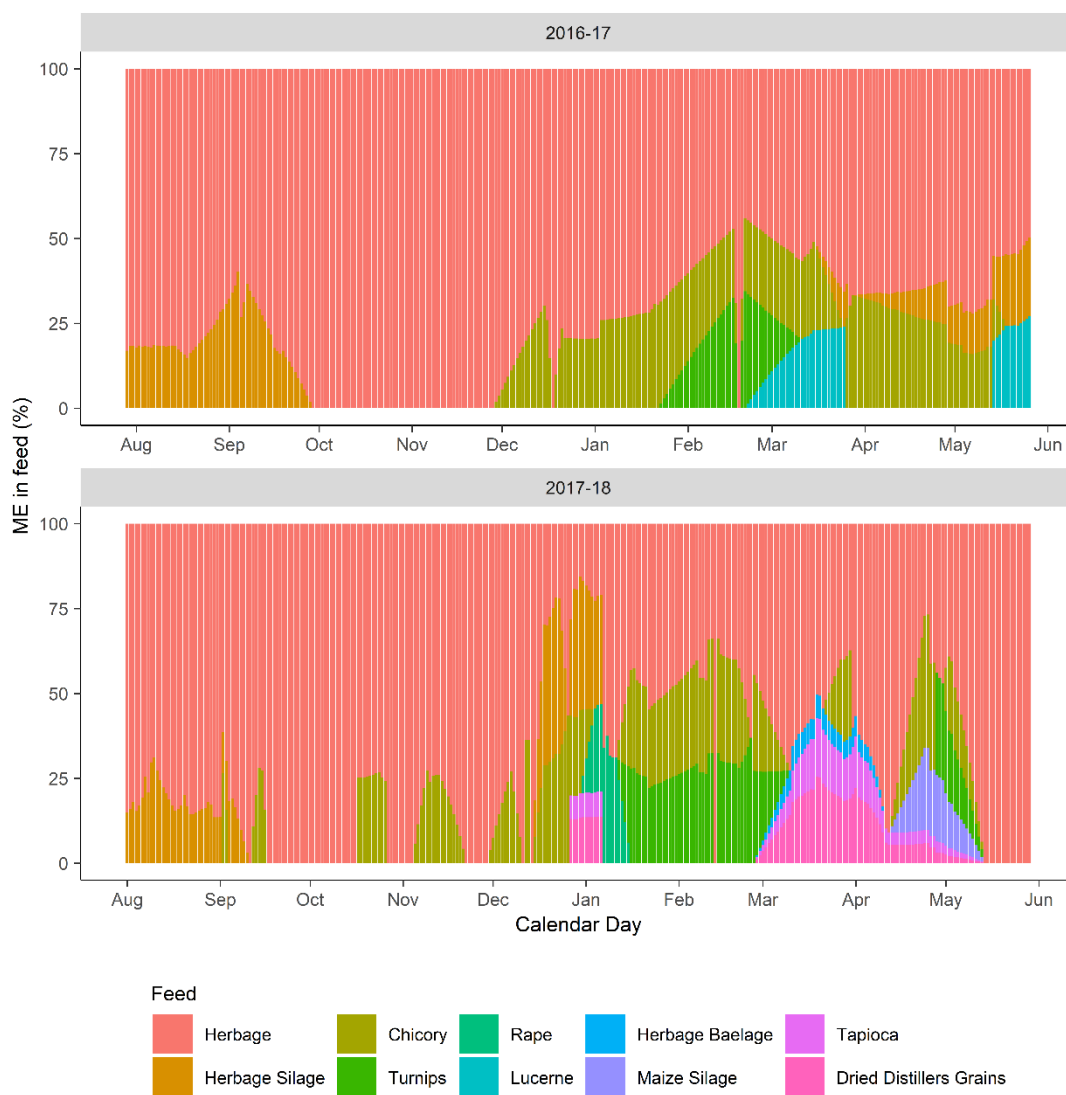 2016-17
100
75
50
25
0
Aug Sep Oct Nov Dec Jan Feb Mar Apr May Jun
ME in feed (%)
2017-18
100
75
50
25
0
Aug Sep Oct Nov Dec Jan Feb Mar Apr May Jun
Calendar Day
Feed
Herbage Chicory Rape Herbage Baelage Tapioca
Herbage Silage Turnips Lucerne Maize Silage Dried Distillers Grains